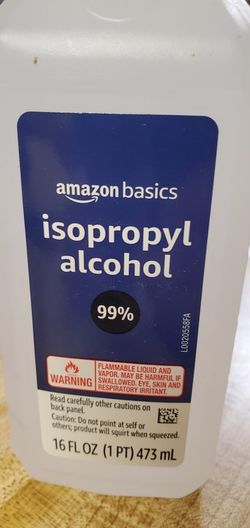 amazon basics
isopropyl
alcohol
99%
WARNING
FLAMMABLE LIQUID AND
VAPOR. MAY BE HARMFUL IF
SWALLOWED. EYE, SKIN AND
RESPIRATORY IRRITANT.
Read carefully other cautions on
back panel.
Caution: Do not point at self or
others; product will squirt when squeezed.
16 FL OZ (1 PT) 473 mL
L0020558FA